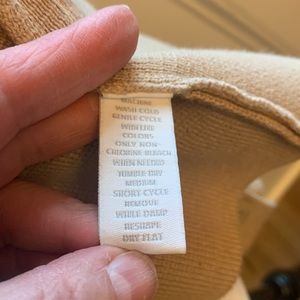 MACHINE
WASH COLD
GENTLE CYCLE
WITH LIKE
COLORS
ONLY NON-
CHLORINE BLEACH
WHEN NEEDED
TUMBLE DRY
MEDIUM
SHORT CYCLE
REMOVE
WHILE DAMP
RESHAPE
DRY FLAT